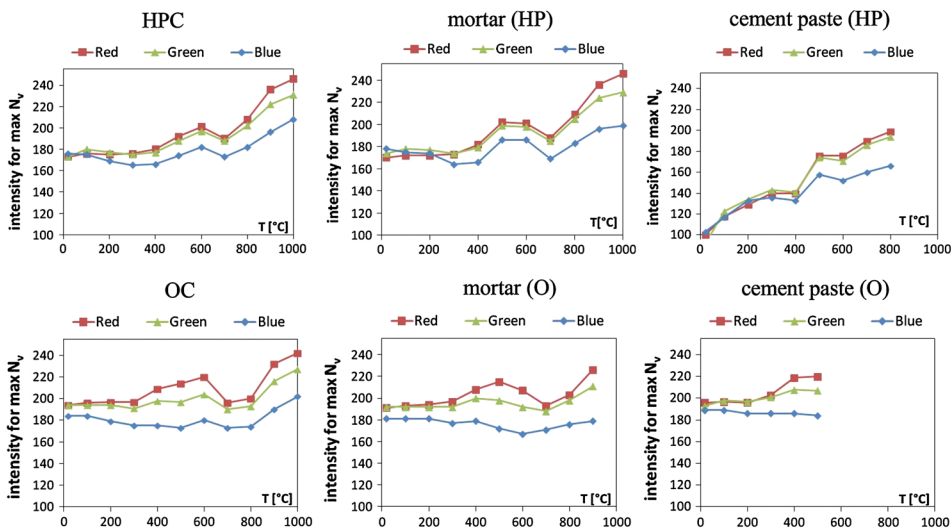 HPC
Red Green Blue
intensity for max Nv
240
220
200
180
160
140
120
100
T [°C]
0 200 400 600 800 1000
mortar (HP)
Red Green Blue
intensity for max Nv
240
220
200
180
160
140
120
100
T[°C]
0 200 400 600 800 1000
cement paste (HP)
Red Green Blue
intensity for max Nv
240
220
200
180
160
140
120
100
T [°C]
0 200 400 600 800 1000
OC
Red Green Blue
intensity for max Nv
240
220
200
180
160
140
120
100
T [°C]
0 200 400 600 800 1000
mortar (O)
Red Green Blue
intensity for max Nv
240
220
200
180
160
140
120
100
T [°C]
0 200 400 600 800 1000
cement paste (O)
Red Green Blue
intensity for max Nv
240
220
200
180
160
140
120
100
T [°C]
0 200 400 600 800 1000